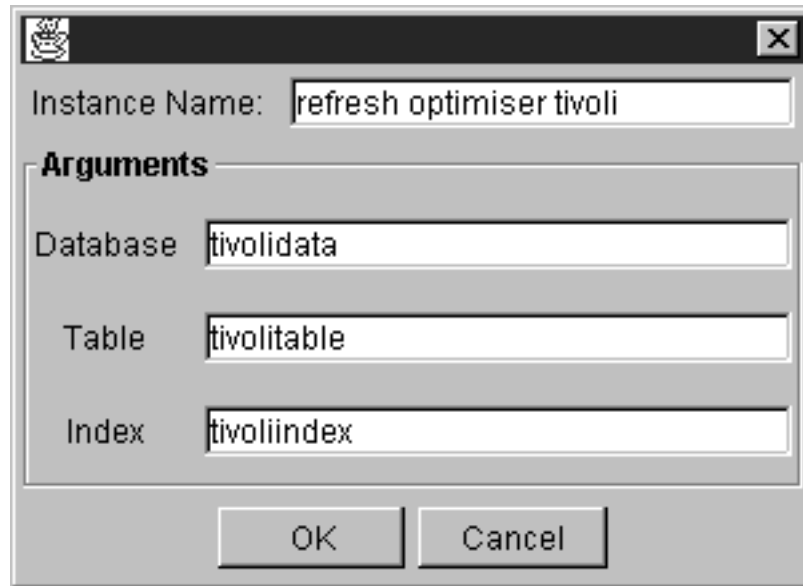 Instance Name: refresh optimiser tivoli
Arguments
Database tivolidata
Table tivolitable
Index tivoliindex
OK Cancel